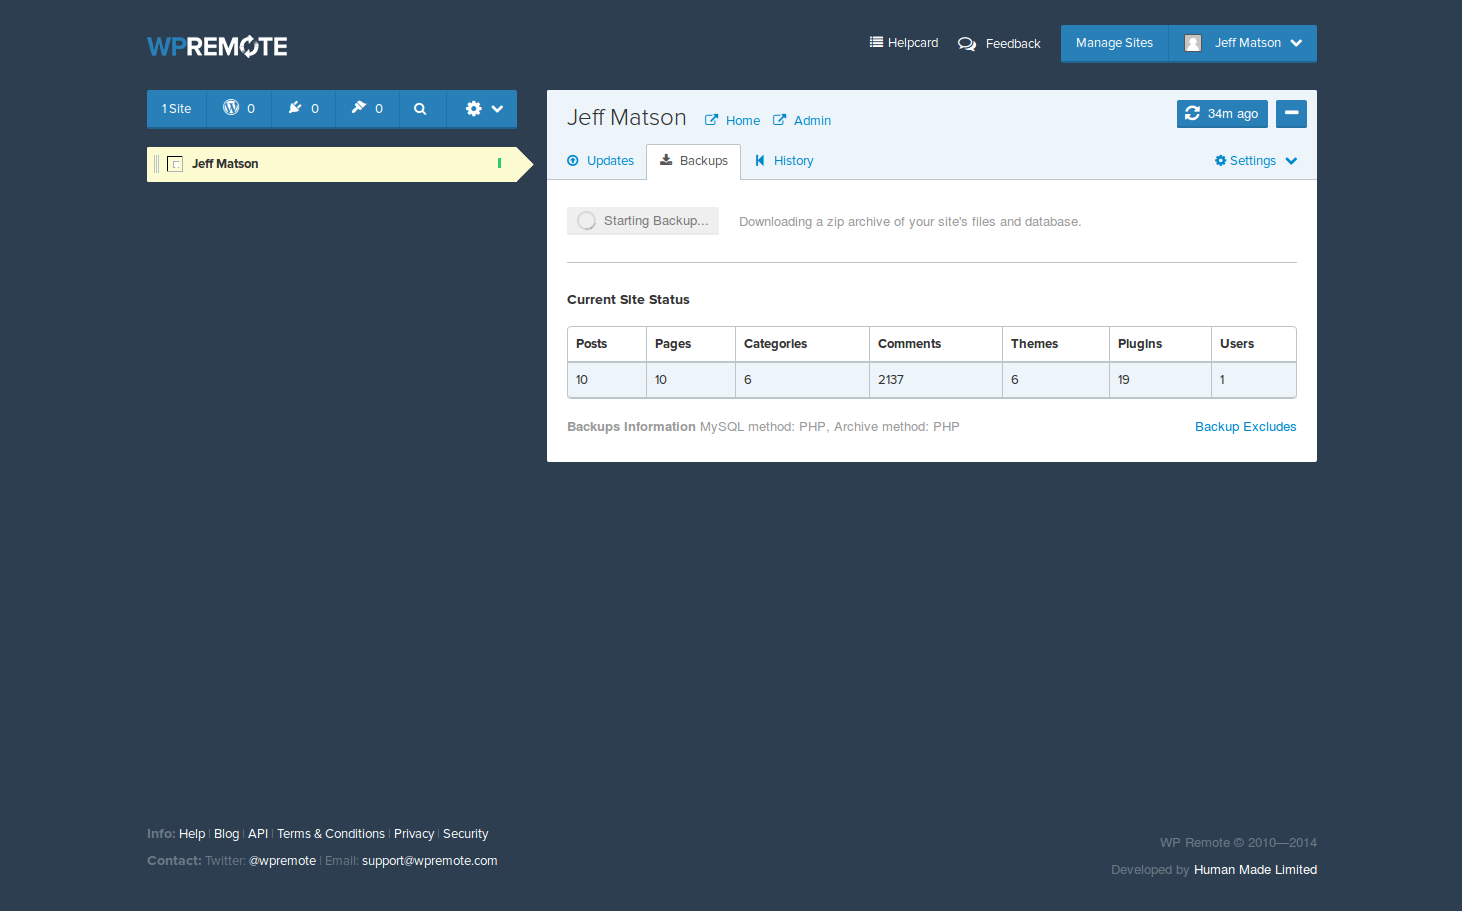 WPREMOTE
Helpcard Feedback Manage Sites Jeff Matson
1 Site 0 0 0
Jeff Matson
Jeff Matson Home Admin 34m ago
Updates Backups History Settings
Starting Backup... Downloading a zip archive of your site's files and database.
Current Site Status
Posts Pages Categories Comments Themes Plugins Users
10 10 6 2137 6 19 1
Backups Information MySQL method: PHP, Archive method: PHP Backup Excludes
Info: Help | Blog | API | Terms & Conditions | Privacy | Security
Contact: Twitter: @wpremote | Email: support@wpremote.com
WP Remote © 2010—2014
Developed by Human Made Limited